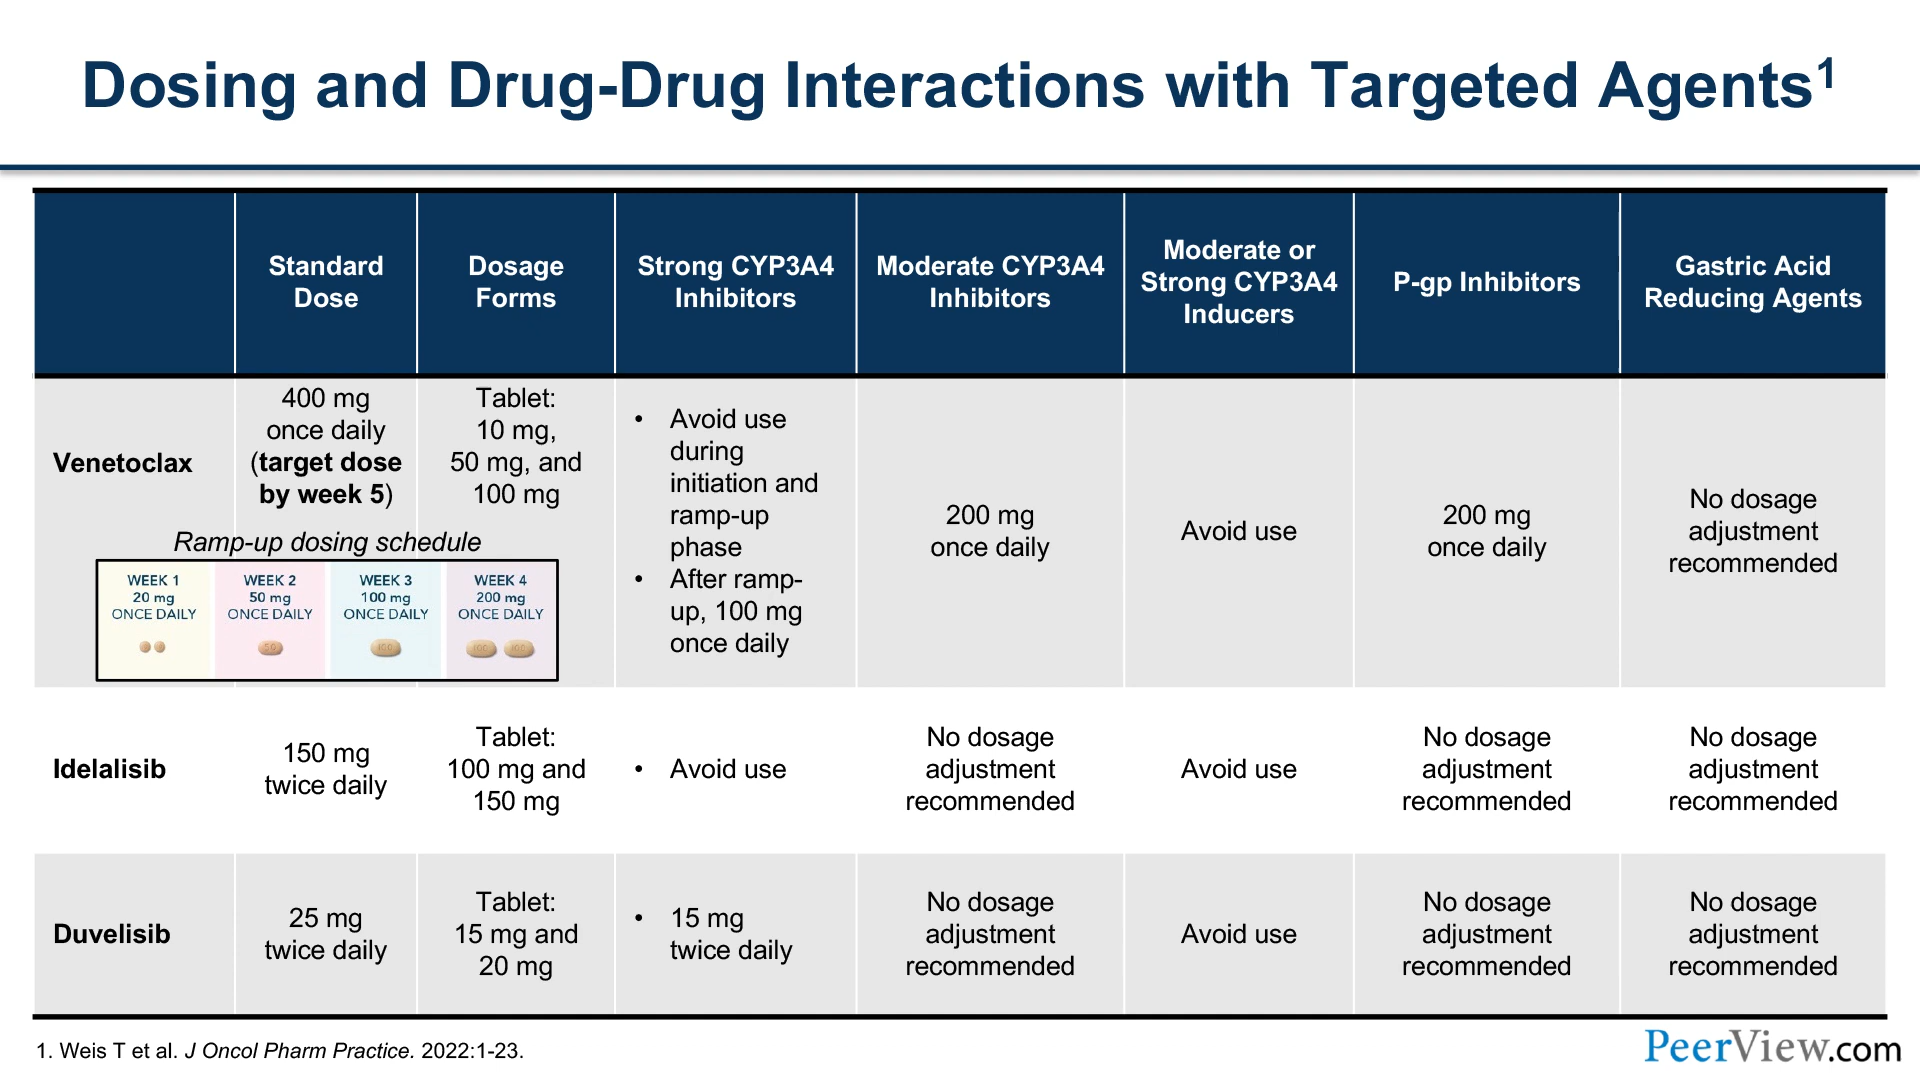 Dosing and Drug-Drug Interactions with Targeted Agents1
Standard
Dose
Dosage
Forms
Strong CYP3A4
Inhibitors
Moderate CYP3A4
Inhibitors
Moderate or
Strong CYP3A4
Inducers
P-gp Inhibitors
Gastric Acid
Reducing Agents
Venetoclax
400 mg
once daily
(target dose
by week 5)
Tablet:
10 mg,
50 mg, and
100 mg
• Avoid use
during
initiation and
ramp-up
phase
• After ramp-
up, 100 mg
once daily
200 mg
once daily
Avoid use
200 mg
once daily
No dosage
adjustment
recommended
Ramp-up dosing schedule
WEEK 1
20 mg
ONCE DAILY
WEEK 2
50 mg
ONCE DAILY
50
WEEK 3
100 mg
ONCE DAILY
100
WEEK 4
200 mg
ONCE DAILY
100 100
Idelalisib
150 mg
twice daily
Tablet:
100 mg and
150 mg
• Avoid use
No dosage
adjustment
recommended
Avoid use
No dosage
adjustment
recommended
No dosage
adjustment
recommended
Duvelisib
25 mg
twice daily
Tablet:
15 mg and
20 mg
• 15 mg
twice daily
No dosage
adjustment
recommended
Avoid use
No dosage
adjustment
recommended
No dosage
adjustment
recommended
1. Weis T et al. J Oncol Pharm Practice. 2022:1-23.
PeerView.com